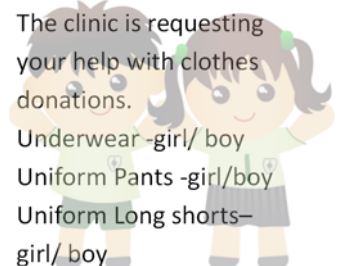 The clinic is requesting
your help with clothes
donations.
Underwear -girl/ boy
Uniform Pants -girl/boy
Uniform Long shorts–
girl/ boy